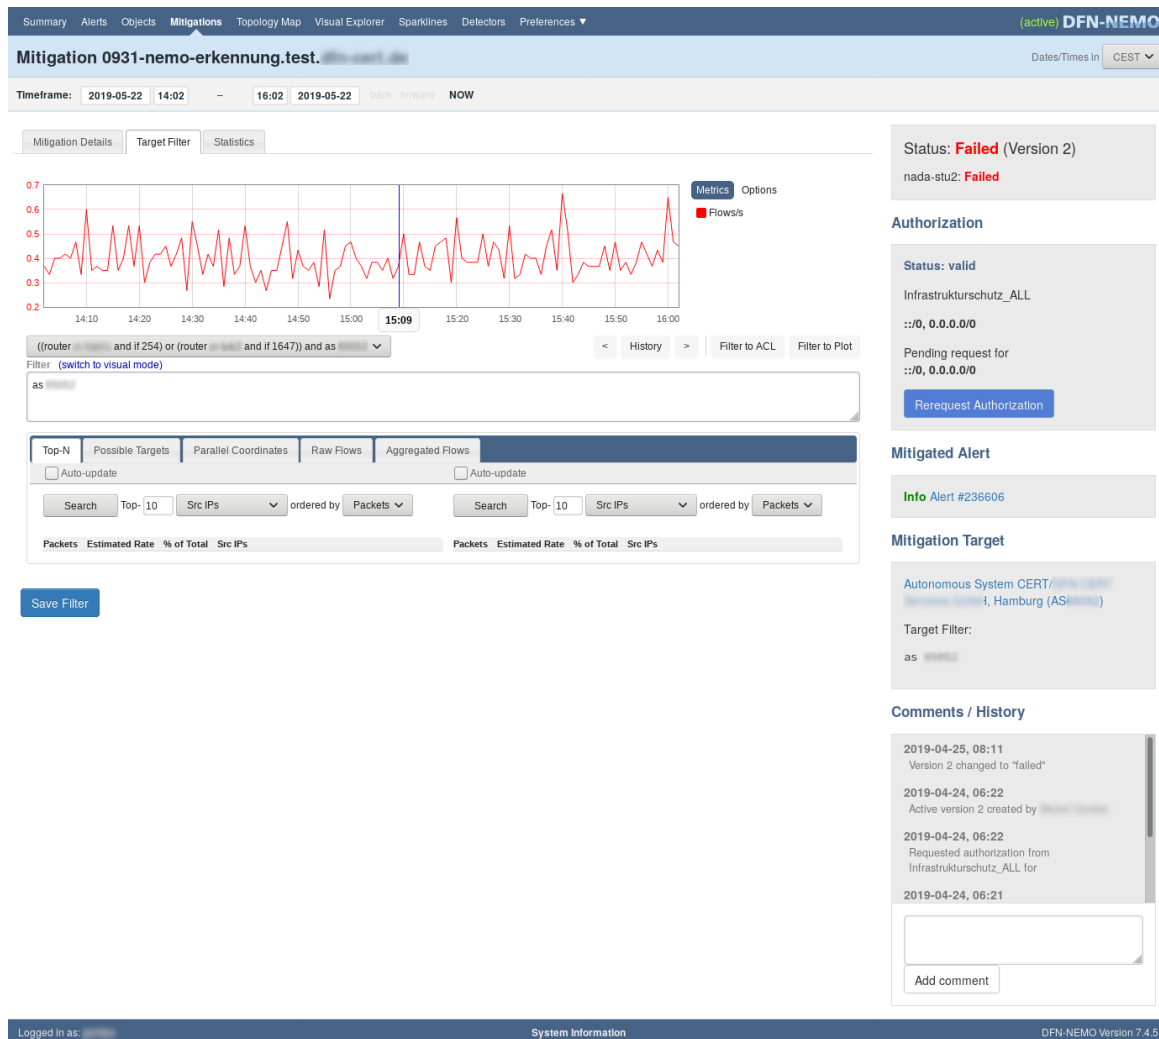 Summary Alerts Objects Mitigations Topology Map Visual Explorer Sparklines Detectors Preferences ▼ (active) DFN-NEMO
Mitigation 0931-nemo-erkennung.test. Dates/Times in CEST
Timeframe: 2019-05-22 14:02 – 16:02 2019-05-22 back forward NOW
Mitigation Details Target Filter Statistics
0.7
0.6
0.5
0.4
0.3
0.2
14:10 14:20 14:30 14:40 14:50 15:00 15:09 15:20 15:30 15:40 15:50 16:00
Metrics Options
Flows/s
((router and if 254) or (router and if 1647)) and as
< History > Filter to ACL Filter to Plot
Filter (switch to visual mode)
as
Top-N Possible Targets Parallel Coordinates Raw Flows Aggregated Flows
Auto-update Auto-update
Search Top- 10 Src IPs ordered by Packets Search Top- 10 Src IPs ordered by Packets
Packets Estimated Rate % of Total Src IPs Packets Estimated Rate % of Total Src IPs
Save Filter
Status: Failed (Version 2)
nada-stu2: Failed
Authorization
Status: valid
Infrastrukturschutz_ALL
::/0, 0.0.0.0/0
Pending request for
::/0, 0.0.0.0/0
Rerequest Authorization
Mitigated Alert
Info Alert #236606
Mitigation Target
Autonomous System CERT/
, Hamburg (AS )
Target Filter:
as
Comments / History
2019-04-25, 08:11
Version 2 changed to "failed"
2019-04-24, 06:22
Active version 2 created by
2019-04-24, 06:22
Requested authorization from
Infrastrukturschutz_ALL for
2019-04-24, 06:21
Add comment
Logged in as: System Information DFN-NEMO Version 7.4.5